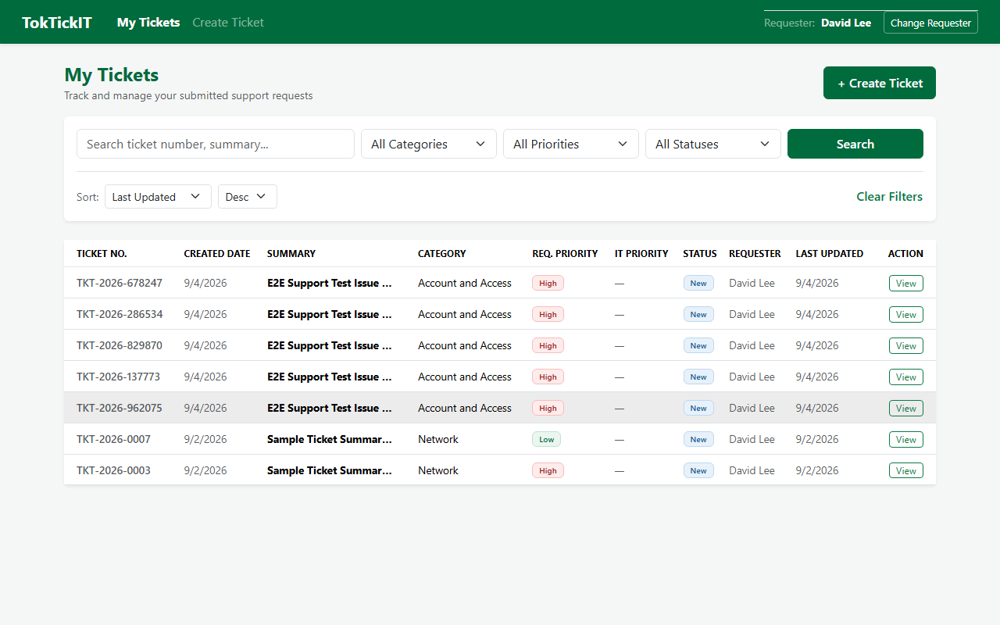 TokTickIT My Tickets Create Ticket Requester: David Lee Change Requester
My Tickets
Track and manage your submitted support requests
+ Create Ticket
Search ticket number, summary... All Categories All Priorities All Statuses Search
Sort: Last Updated Desc Clear Filters
TICKET NO. CREATED DATE SUMMARY CATEGORY REQ. PRIORITY IT PRIORITY STATUS REQUESTER LAST UPDATED ACTION
TKT-2026-678247 9/4/2026 E2E Support Test Issue ... Account and Access High — New David Lee 9/4/2026 View
TKT-2026-286534 9/4/2026 E2E Support Test Issue ... Account and Access High — New David Lee 9/4/2026 View
TKT-2026-829870 9/4/2026 E2E Support Test Issue ... Account and Access High — New David Lee 9/4/2026 View
TKT-2026-137773 9/4/2026 E2E Support Test Issue ... Account and Access High — New David Lee 9/4/2026 View
TKT-2026-962075 9/4/2026 E2E Support Test Issue ... Account and Access High — New David Lee 9/4/2026 View
TKT-2026-0007 9/2/2026 Sample Ticket Summar... Network Low — New David Lee 9/2/2026 View
TKT-2026-0003 9/2/2026 Sample Ticket Summar... Network High — New David Lee 9/2/2026 View